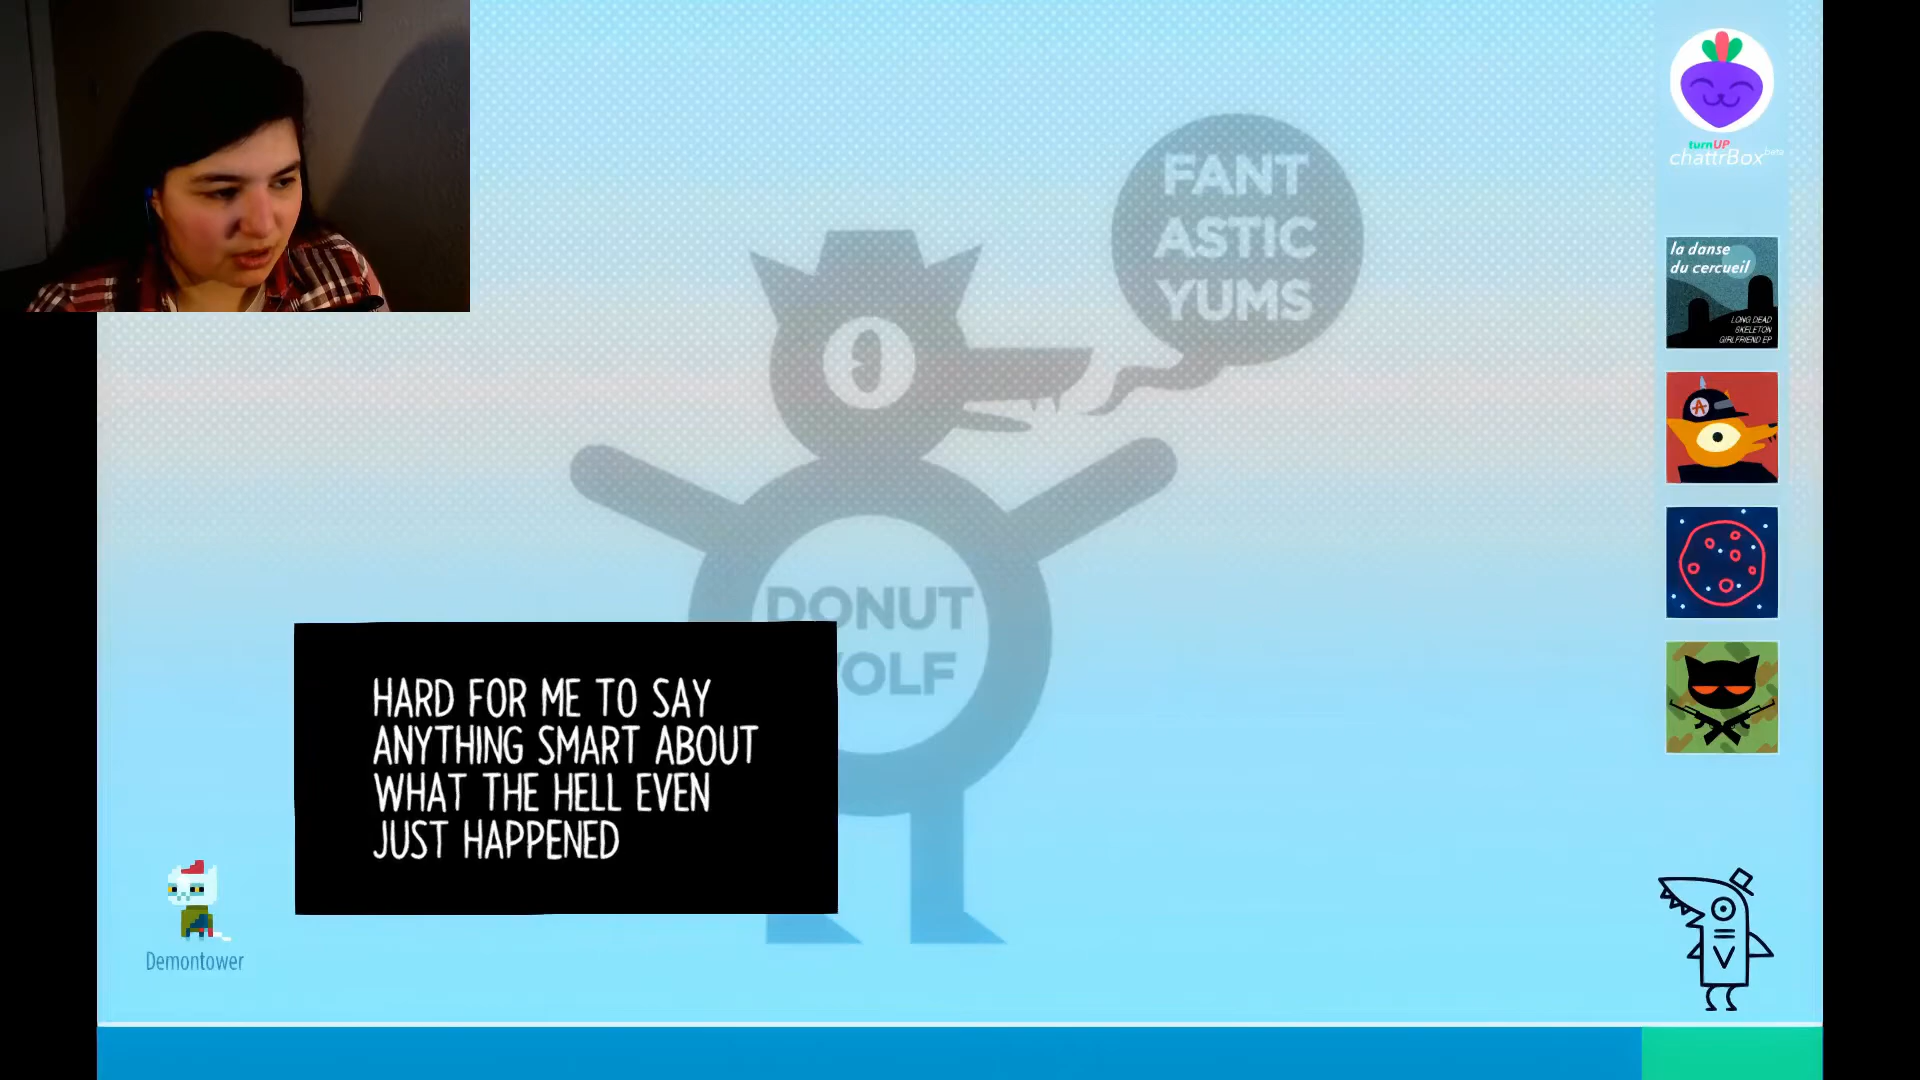 FANT
ASTIC
YUMS
DONUT
WOLF
HARD FOR ME TO SAY
ANYTHING SMART ABOUT
WHAT THE HELL EVEN
JUST HAPPENED
Demontower
turnUP
chattrBox beta
la danse
du cercueil
LONG DEAD
SKELETON
GIRLFRIEND EP
A